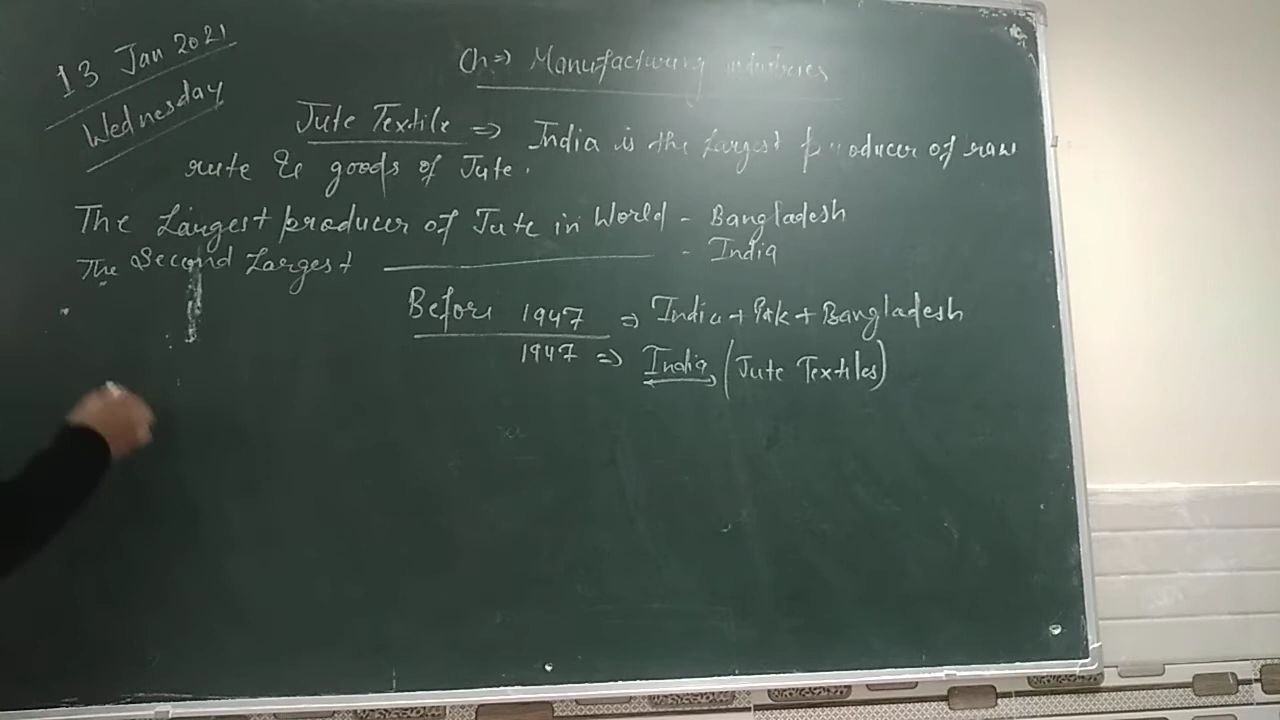 13 Jan 2021
Wednesday
Ch => Manufacturing industries
Jute Textile => India is the largest producer of raw
rute & goods of Jute.
The Largest producer of Jute in World - Bangladesh
The Second Largest ———— - India
Before 1947 => India + Pak + Bangladesh
1947 => India (Jute Textiles)